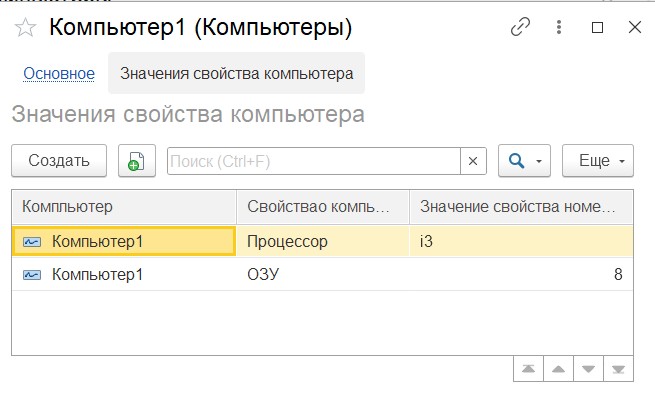 Компьютер1 (Компьютеры)
Основное Значения свойства компьютера
Значения свойства компьютера
Создать Поиск (Ctrl+F) × Еще
Компльютер Свойствао компь... Значение свойства номе...
Компьютер1 Процессор i3
Компьютер1 ОЗУ 8